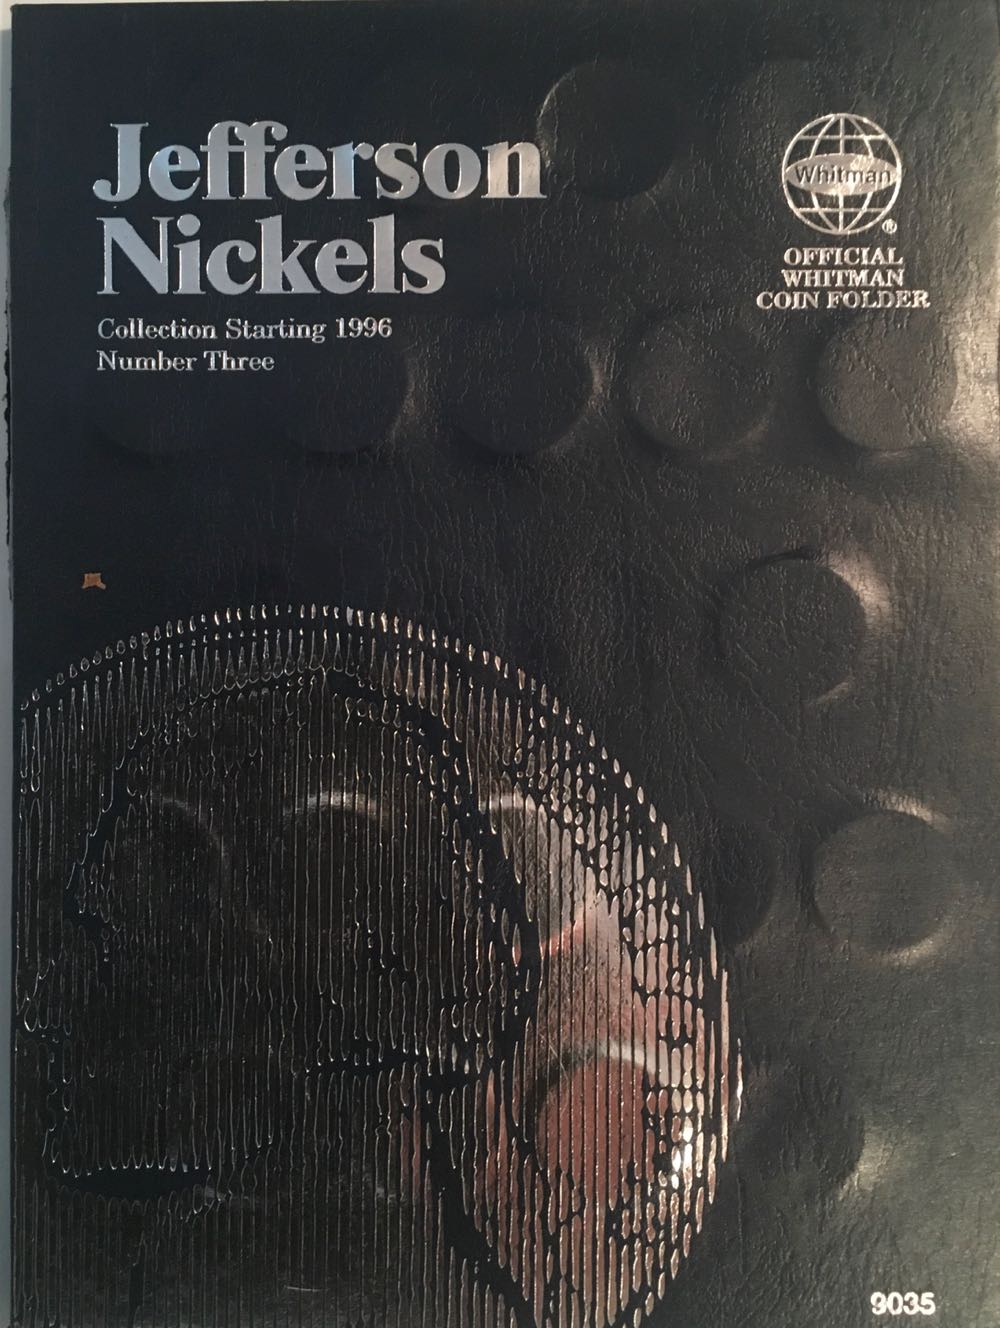 Jefferson
Nickels
Collection Starting 1996
Number Three
Whitman
®
OFFICIAL
WHITMAN
COIN FOLDER
9035